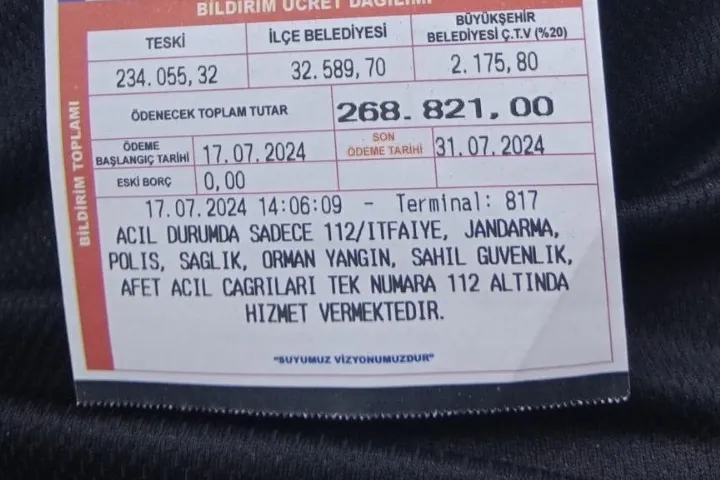 BİLDİRİM ÜCRET DAĞILIMI
TESKİ
İLÇE BELEDİYESİ
BÜYÜKŞEHİR
BELEDİYESİ Ç.T.V (%20)
234.055,32
32.589,70
2.175,80
ÖDENECEK TOPLAM TUTAR
268.821,00
ÖDEME
BAŞLANGIÇ TARİHİ
17.07.2024
SON
ÖDEME TARİHİ
31.07.2024
ESKİ BORÇ
0,00
BİLDİRİM TOPLAMI
17.07.2024 14:06:09 - Terminal: 817
ACIL DURUMDA SADECE 112/ITFAIYE, JANDARMA,
POLIS, SAGLIK, ORMAN YANGIN, SAHIL GUVENLIK,
AFET ACIL CAGRILARI TEK NUMARA 112 ALTINDA
HIZMET VERMEKTEDIR.
"SUYUMUZ VİZYONUMUZDUR"